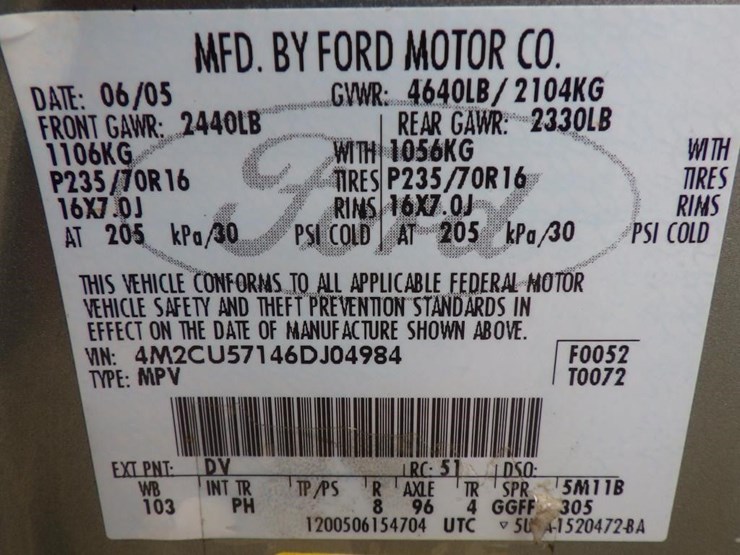 MFD. BY FORD MOTOR CO.
DATE: 06/05 GVWR: 4640LB/ 2104KG
FRONT GAWR: 2440LB REAR GAWR: 2330LB
1106KG WITH 1056KG WITH
P235/70R16 TIRES P235/70R16 TIRES
16X7.0J RIMS 16X7.0J RIMS
AT 205 kPa/30 PSI COLD AT 205 kPa/30 PSI COLD
Ford
THIS VEHICLE CONFORMS TO ALL APPLICABLE FEDERAL MOTOR
VEHICLE SAFETY AND THEFT PREVENTION STANDARDS IN
EFFECT ON THE DATE OF MANUFACTURE SHOWN ABOVE.
VIN: 4M2CU57146DJ04984 F0052
TYPE: MPV T0072
EXT PNT: DV RC: 51 DSO:
WB INT TR TP/PS R AXLE TR SPR 5M11B
103 PH 8 96 4 GGFF 305
1200506154704 UTC A-1520472-BA